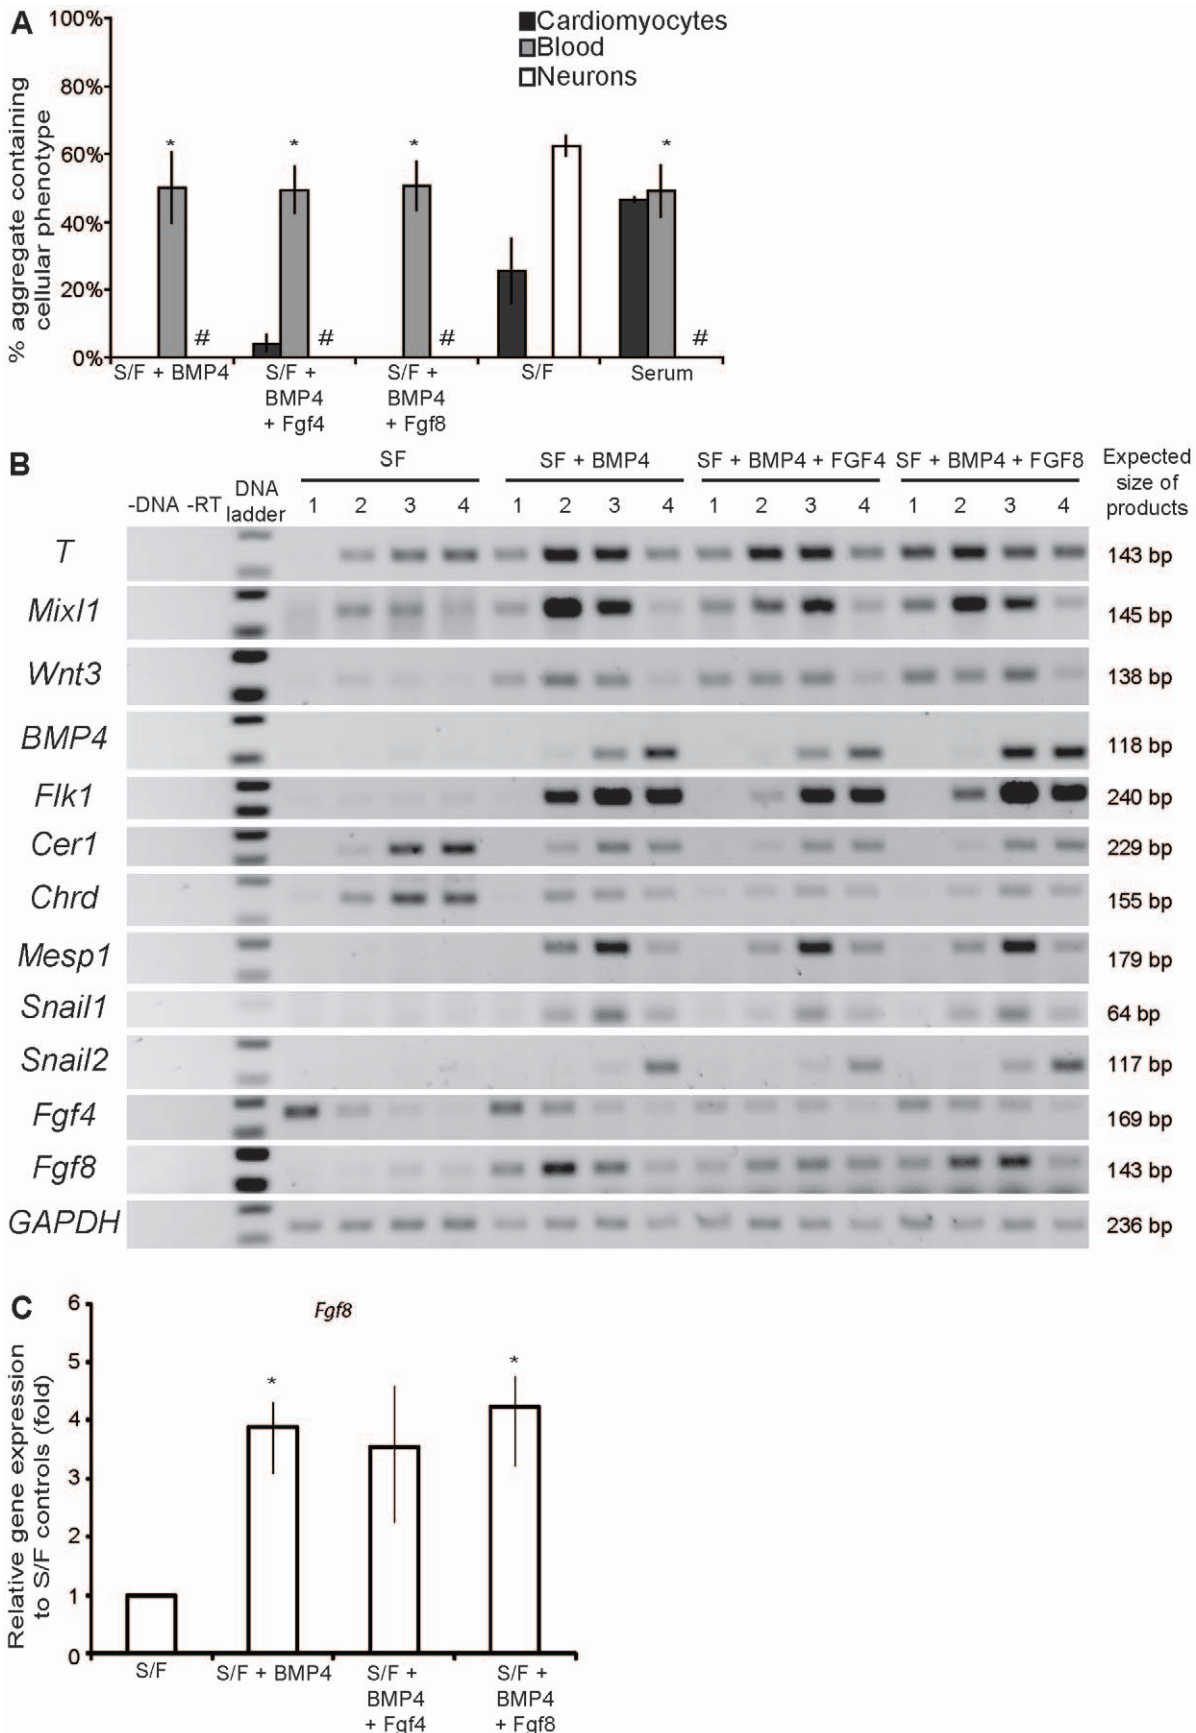 A
Cardiomyocytes
Blood
Neurons
% aggregate containing
cellular phenotype
100%
80%
60%
40%
20%
0%
* * * *
# # # #
S/F + BMP4
S/F +
BMP4
+ Fgf4
S/F +
BMP4
+ Fgf8
S/F
Serum
B
SF
SF + BMP4
SF + BMP4 + FGF4
SF + BMP4 + FGF8
Expected
size of
products
-DNA -RT
DNA
ladder
1 2 3 4 1 2 3 4 1 2 3 4 1 2 3 4
T 143 bp
Mixl1 145 bp
Wnt3 138 bp
BMP4 118 bp
Flk1 240 bp
Cer1 229 bp
Chrd 155 bp
Mesp1 179 bp
Snail1 64 bp
Snail2 117 bp
Fgf4 169 bp
Fgf8 143 bp
GAPDH 236 bp
C
Fgf8
Relative gene expression
to S/F controls (fold)
6
5
4
3
2
1
0
* *
S/F
S/F + BMP4
S/F +
BMP4
+ Fgf4
S/F +
BMP4
+ Fgf8